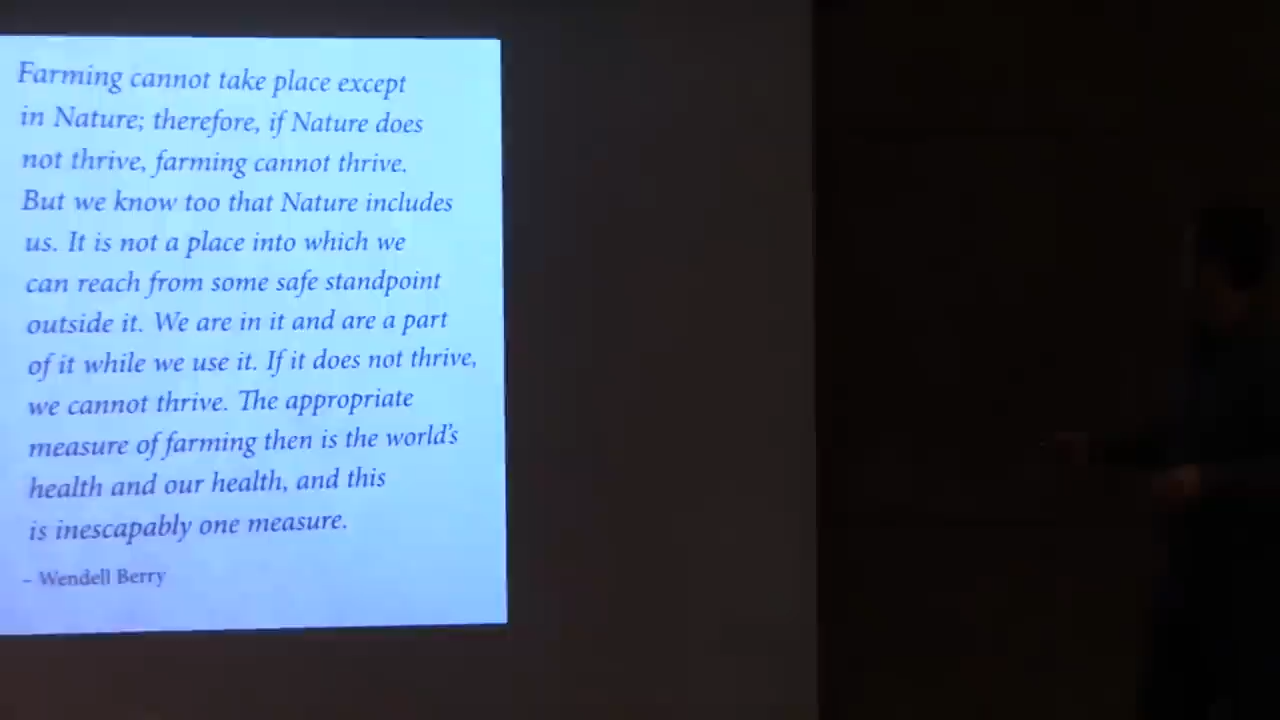 Farming cannot take place except
in Nature; therefore, if Nature does
not thrive, farming cannot thrive.
But we know too that Nature includes
us. It is not a place into which we
can reach from some safe standpoint
outside it. We are in it and are a part
of it while we use it. If it does not thrive,
we cannot thrive. The appropriate
measure of farming then is the world's
health and our health, and this
is inescapably one measure.
– Wendell Berry